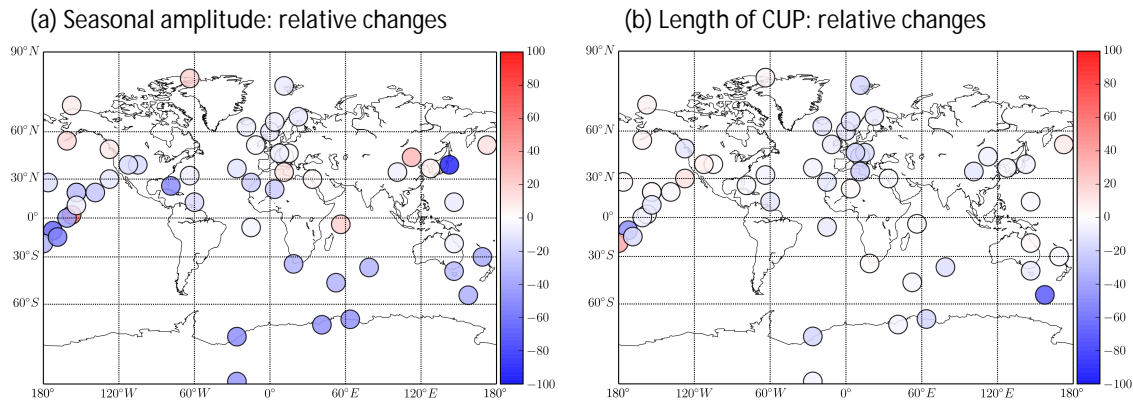 (a) Seasonal amplitude: relative changes
90°N
60°N
30°N
0°
30°S
60°S
180°
120°W
60°W
0°
60°E
120°E
180°
100
80
60
40
20
0
−20
−40
−60
−80
−100
(b) Length of CUP: relative changes
90°N
60°N
30°N
0°
30°S
60°S
180°
120°W
60°W
0°
60°E
120°E
180°
100
80
60
40
20
0
−20
−40
−60
−80
−100